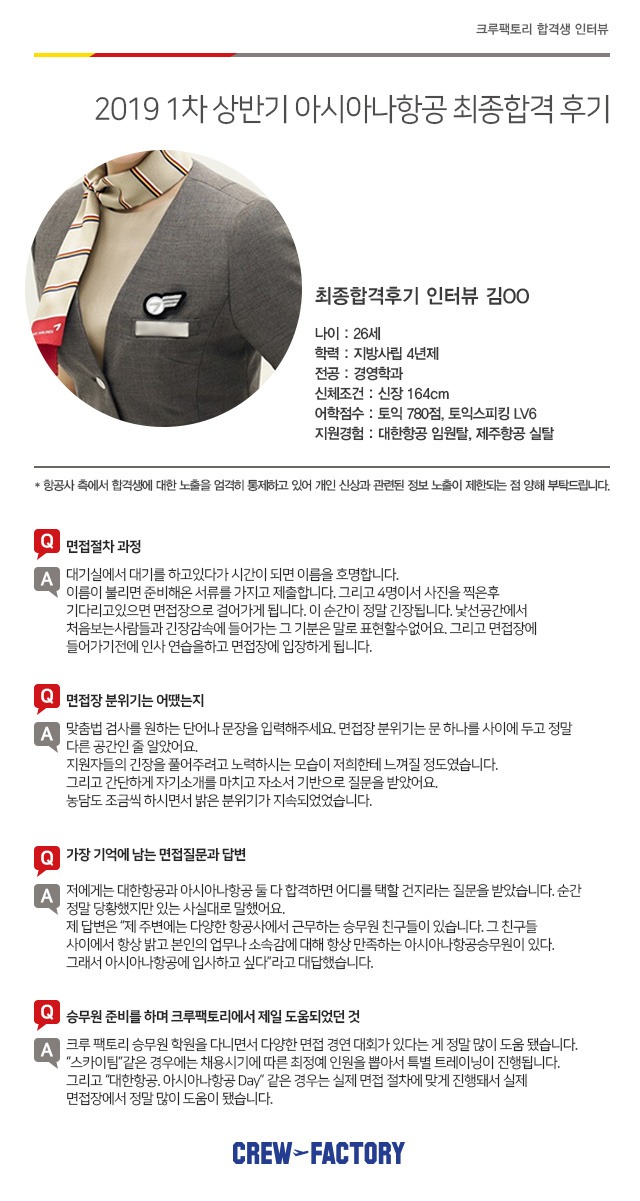 크루팩토리 합격생 인터뷰
2019 1차 상반기 아시아나항공 최종합격 후기
최종합격후기 인터뷰 김OO
나이 : 26세
학력 : 지방사립 4년제
전공 : 경영학과
신체조건 : 신장 164cm
어학점수 : 토익 780점, 토익스피킹 LV6
지원경험 : 대한항공 임원탈, 제주항공 실탈
* 항공사 측에서 합격생에 대한 노출을 엄격히 통제하고 있어 개인 신상과 관련된 정보 노출이 제한되는 점 양해 부탁드립니다.
Q 면접절차 과정
A 대기실에서 대기를 하고있다가 시간이 되면 이름을 호명합니다.
이름이 불리면 준비해온 서류를 가지고 제출합니다. 그리고 4명이서 사진을 찍은후
기다리고있으면 면접장으로 걸어가게 됩니다. 이 순간이 정말 긴장됩니다. 낯선공간에서
처음보는사람들과 긴장감속에 들어가는 그 기분은 말로 표현할수없어요. 그리고 면접장에
들어가기전에 인사 연습을하고 면접장에 입장하게 됩니다.
Q 면접장 분위기는 어땠는지
A 맞춤법 검사를 원하는 단어나 문장을 입력해주세요. 면접장 분위기는 문 하나를 사이에 두고 정말
다른 공간인 줄 알았어요.
지원자들의 긴장을 풀어주려고 노력하시는 모습이 저희한테 느껴질 정도였습니다.
그리고 간단하게 자기소개를 마치고 자소서 기반으로 질문을 받았어요.
농담도 조금씩 하시면서 밝은 분위기가 지속되었었습니다.
Q 가장 기억에 남는 면접질문과 답변
A 저에게는 대한항공과 아시아나항공 둘 다 합격하면 어디를 택할 건지라는 질문을 받았습니다. 순간
정말 당황했지만 있는 사실대로 말했어요.
제 답변은 "제 주변에는 다양한 항공사에서 근무하는 승무원 친구들이 있습니다. 그 친구들
사이에서 항상 밝고 본인의 업무나 소속감에 대해 항상 만족하는 아시아나항공승무원이 있다.
그래서 아시아나항공에 입사하고 싶다"라고 대답했습니다.
Q 승무원 준비를 하며 크루팩토리에서 제일 도움되었던 것
A 크루 팩토리 승무원 학원을 다니면서 다양한 면접 경연 대회가 있다는 게 정말 많이 도움 됐습니다.
"스카이팀"같은 경우에는 채용시기에 따른 최정예 인원을 뽑아서 특별 트레이닝이 진행됩니다.
그리고 "대한항공. 아시아나항공 Day" 같은 경우는 실제 면접 절차에 맞게 진행돼서 실제
면접장에서 정말 많이 도움이 됐습니다.
CREW FACTORY